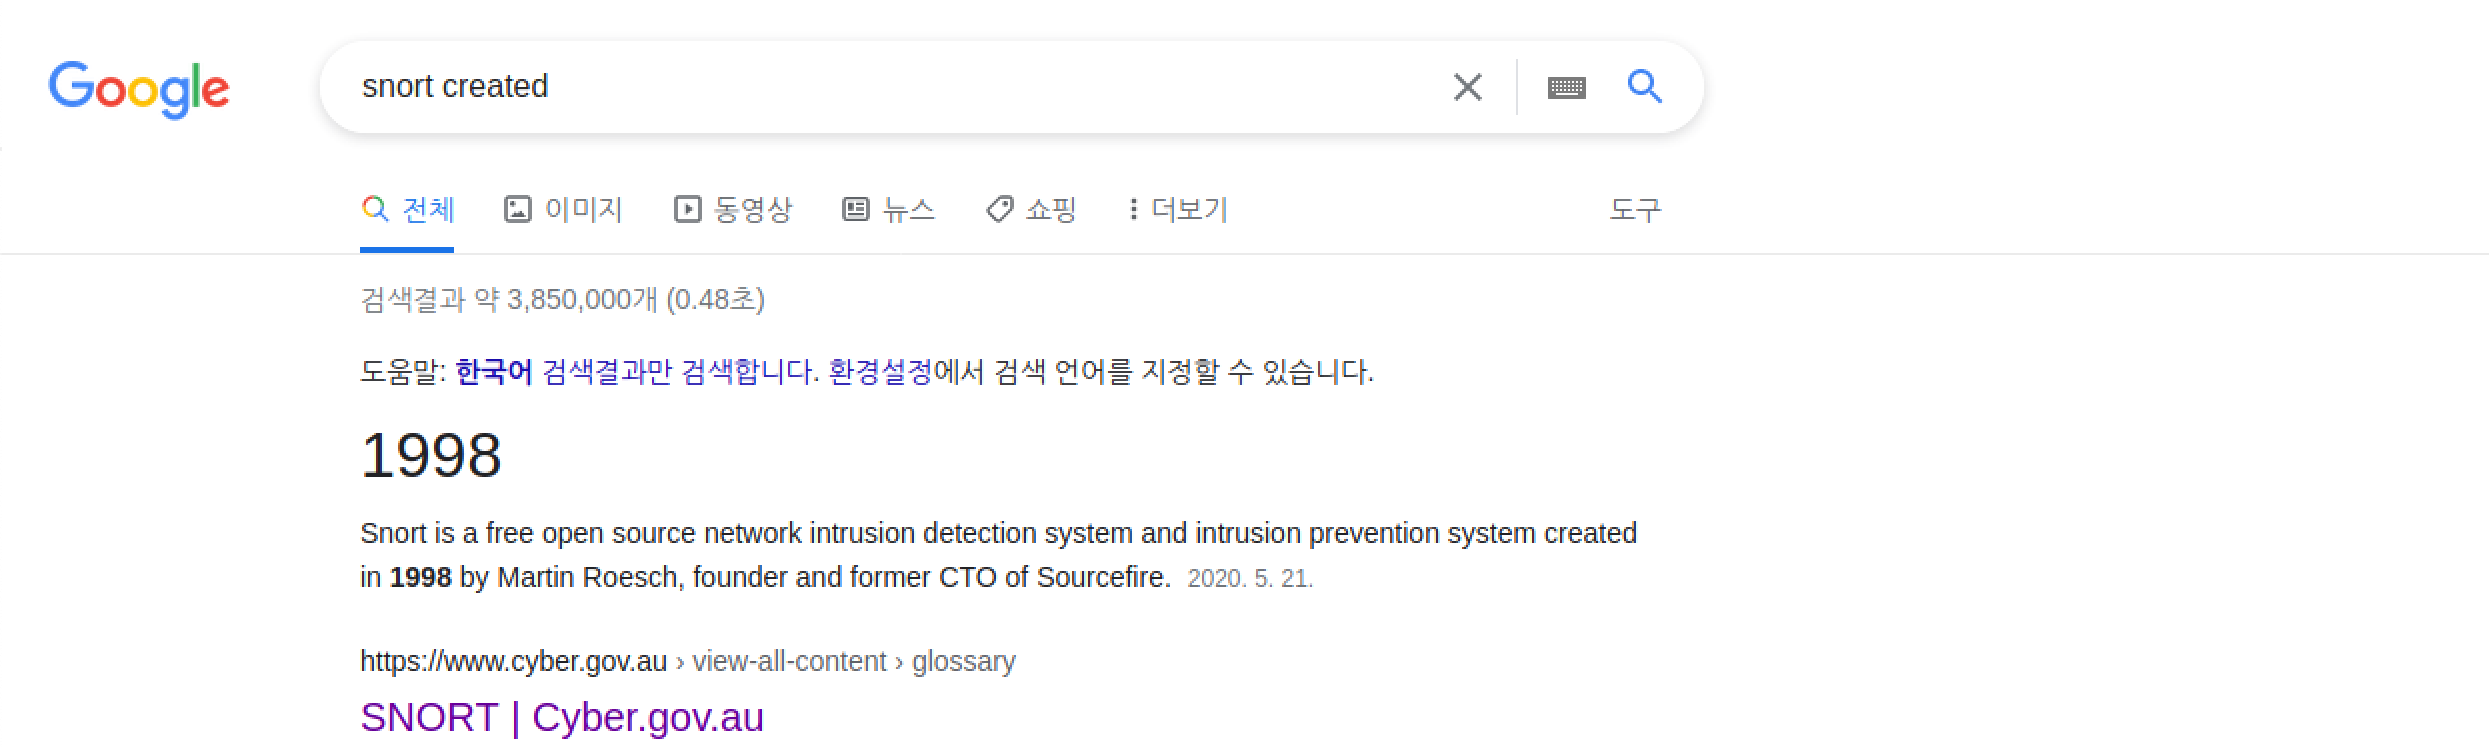 Google
snort created
전체 이미지 동영상 뉴스 쇼핑 더보기 도구
검색결과 약 3,850,000개 (0.48초)
도움말: 한국어 검색결과만 검색합니다. 환경설정에서 검색 언어를 지정할 수 있습니다.
1998
Snort is a free open source network intrusion detection system and intrusion prevention system created
in 1998 by Martin Roesch, founder and former CTO of Sourcefire. 2020. 5. 21.
https://www.cyber.gov.au › view-all-content › glossary
SNORT | Cyber.gov.au